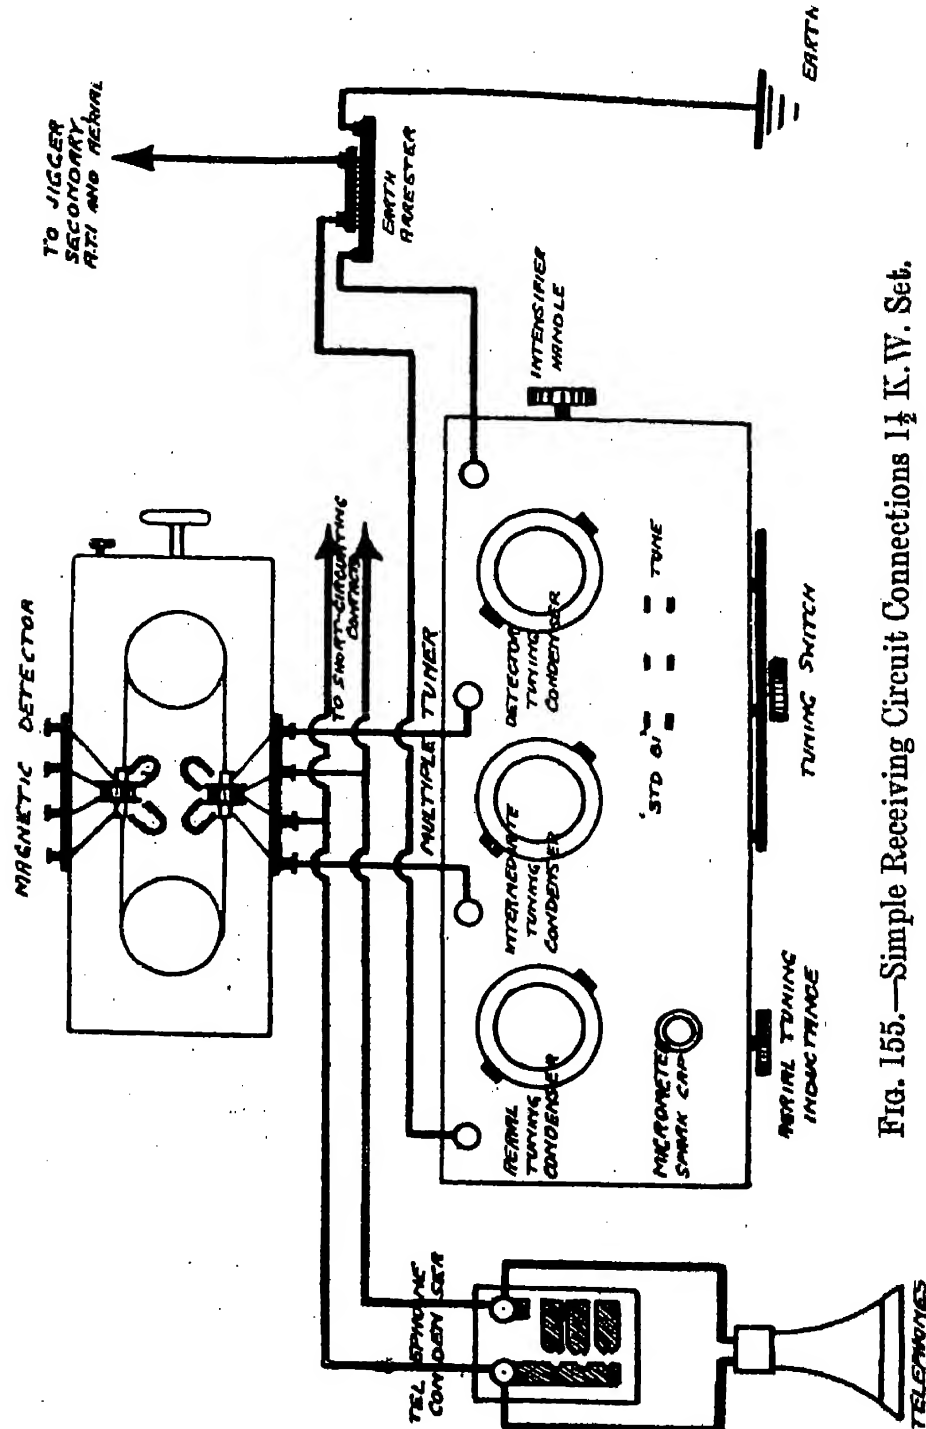 TO JIGGER
SECONDARY
A.T.I AND AERIAL
EARTH
EARTH
ARRESTER
MAGNETIC DETECTOR
TO SHORT-CIRCUITING
CONTACTS
INTENSIFIER
HANDLE
MULTIPLE TUNER
TELEPHONE
CONDENSER
AERIAL
TUNING
CONDENSER
INTERMEDIATE
TUNING
CONDENSER
DETECTOR
TUNING
CONDENSER
MICROMETER
SPARK GAP
STD BI
TUNE
AERIAL TUNING
INDUCTANCE
TUNING SWITCH
TELEPHONES
FIG. 155.—Simple Receiving Circuit Connections 1½ K.W. Set.